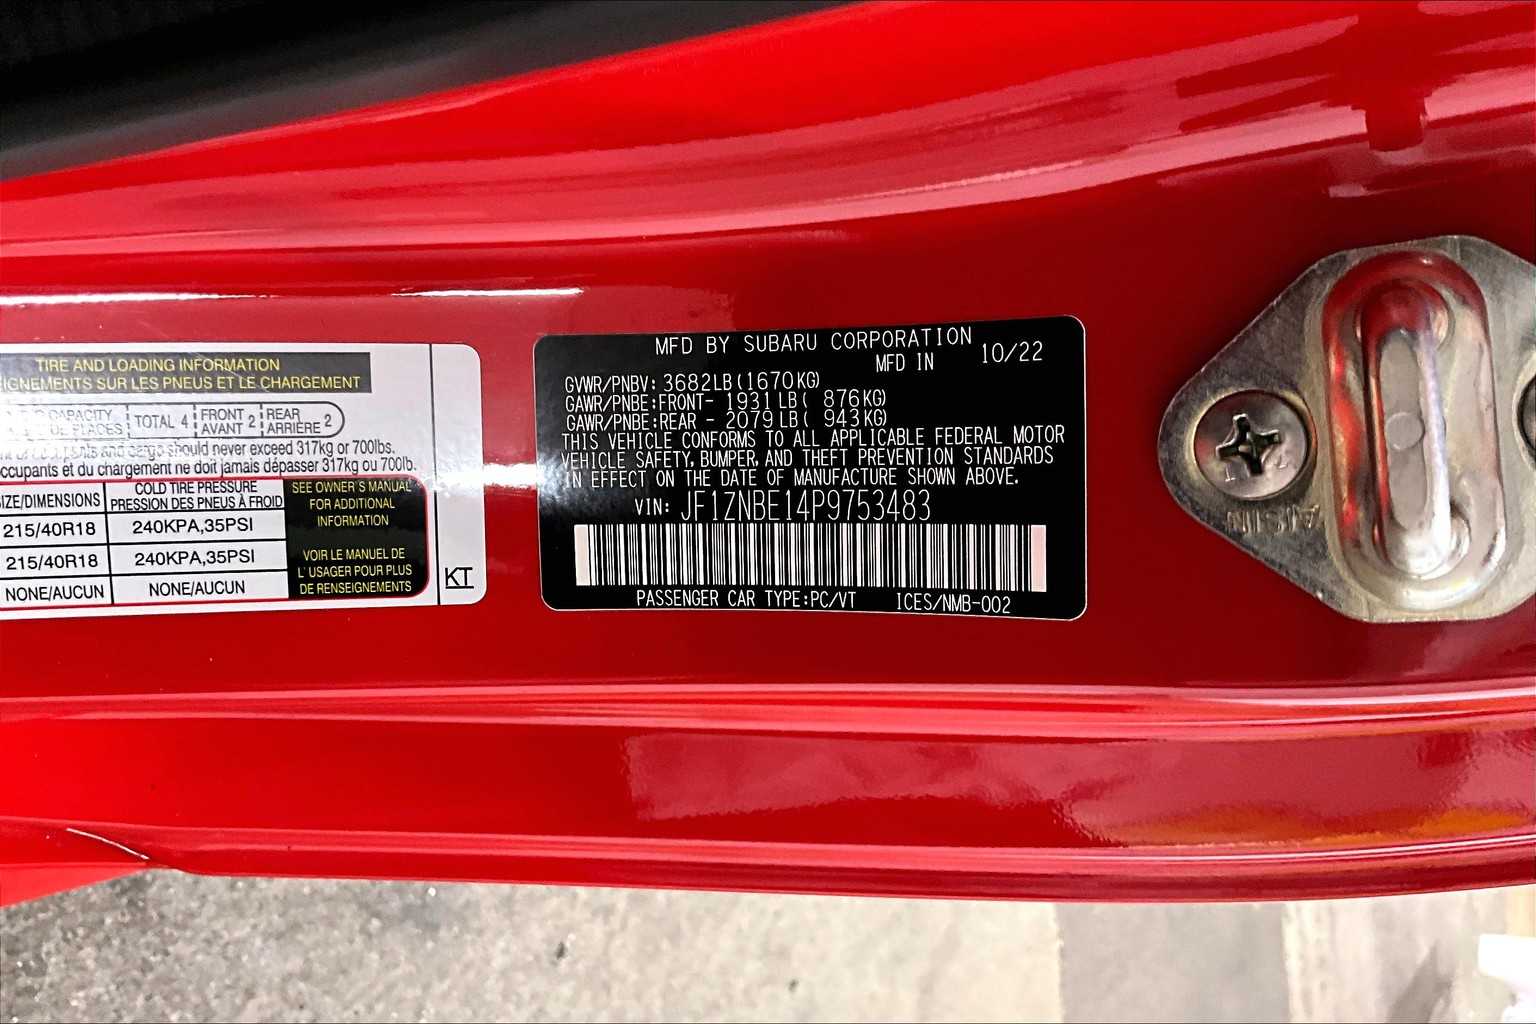 TIRE AND LOADING INFORMATION
IGNEMENTS SUR LES PNEUS ET LE CHARGEMENT
CAPACITY TOTAL 4 FRONT 2 REAR 2
PLACES AVANT ARRIÈRE
and cargo should never exceed 317kg or 700lbs.
ccupants et du chargement ne doit jamais dépasser 317kg ou 700lb.
SIZE/DIMENSIONS COLD TIRE PRESSURE
PRESSION DES PNEUS À FROID
215/40R18 240KPA,35PSI
215/40R18 240KPA,35PSI
NONE/AUCUN NONE/AUCUN
SEE OWNER'S MANUAL
FOR ADDITIONAL
INFORMATION
VOIR LE MANUEL DE
L' USAGER POUR PLUS
DE RENSEIGNEMENTS
KT
MFD BY SUBARU CORPORATION
MFD IN 10/22
GVWR/PNBV: 3682LB(1670KG)
GAWR/PNBE:FRONT- 1931LB( 876KG)
GAWR/PNBE:REAR - 2079LB( 943KG)
THIS VEHICLE CONFORMS TO ALL APPLICABLE FEDERAL MOTOR
VEHICLE SAFETY, BUMPER, AND THEFT PREVENTION STANDARDS
IN EFFECT ON THE DATE OF MANUFACTURE SHOWN ABOVE.
VIN: JF1ZNBE14P9753483
PASSENGER CAR TYPE:PC/VT ICES/NMB-002
AISIN